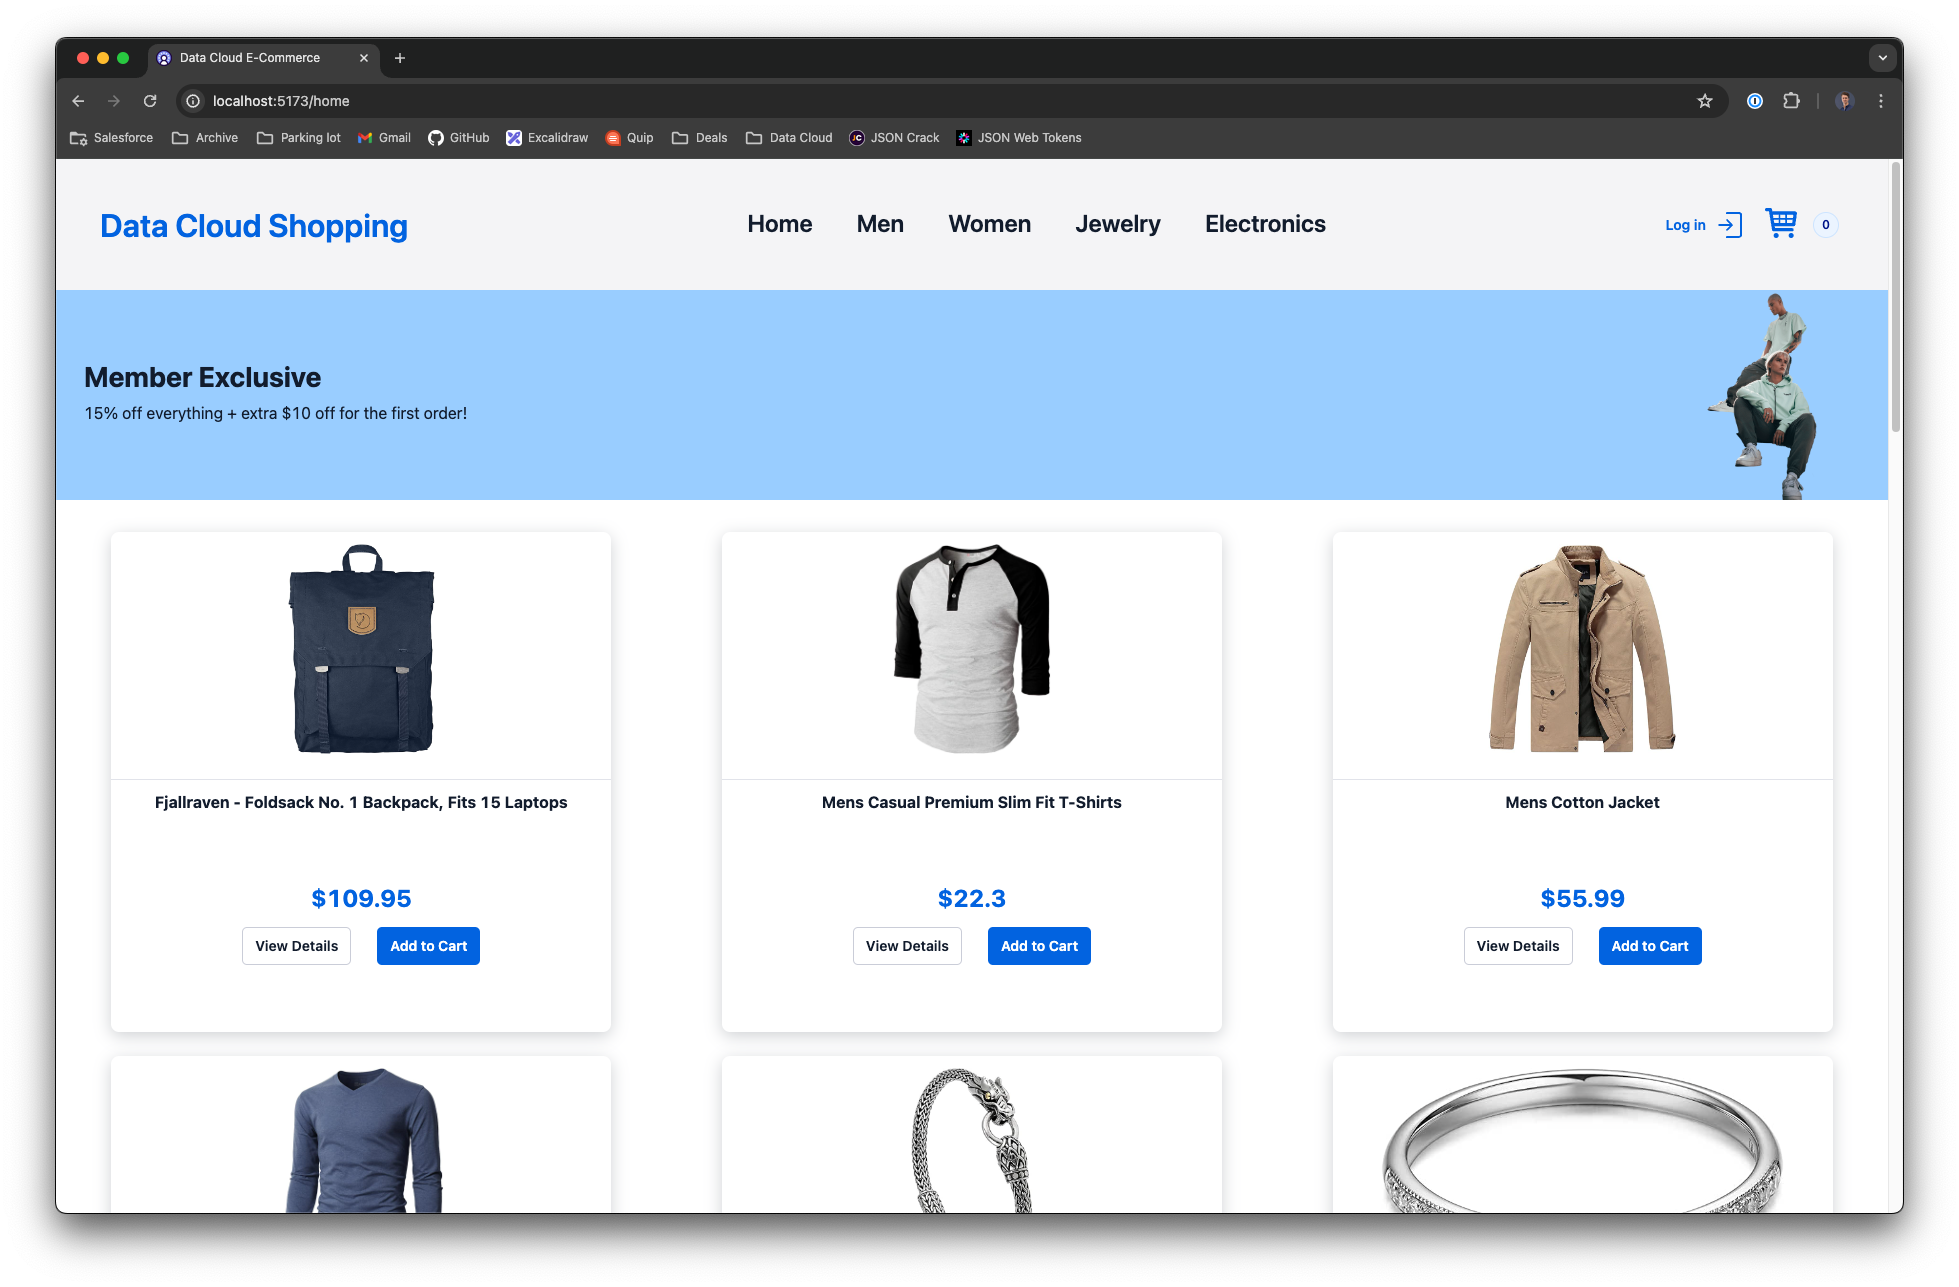 Data Cloud E-Commerce
localhost:5173/home
Salesforce Archive Parking lot Gmail GitHub Excalidraw Quip Deals Data Cloud JC JSON Crack JSON Web Tokens
Data Cloud Shopping Home Men Women Jewelry Electronics Log in 0
Member Exclusive
15% off everything + extra $10 off for the first order!
Fjallraven - Foldsack No. 1 Backpack, Fits 15 Laptops
$109.95
View Details Add to Cart
Mens Casual Premium Slim Fit T-Shirts
$22.3
View Details Add to Cart
Mens Cotton Jacket
$55.99
View Details Add to Cart